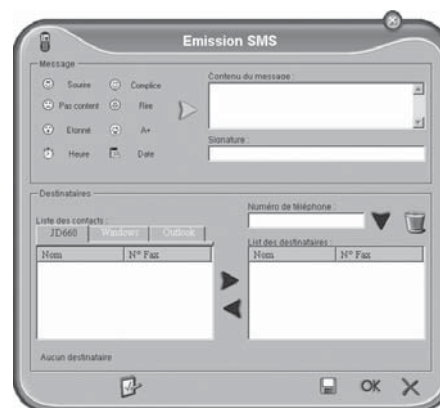 Emission SMS
Message
Sourire Complice
Pas content Rire
Etonné A+
Heure Date
Contenu du message :
Signature :
Destinataires
Numéro de téléphone :
Liste des contacts :
JD660 Windows Outlook
Nom N° Fax
List des destinataires :
Nom N° Fax
Aucun destinataire
OK